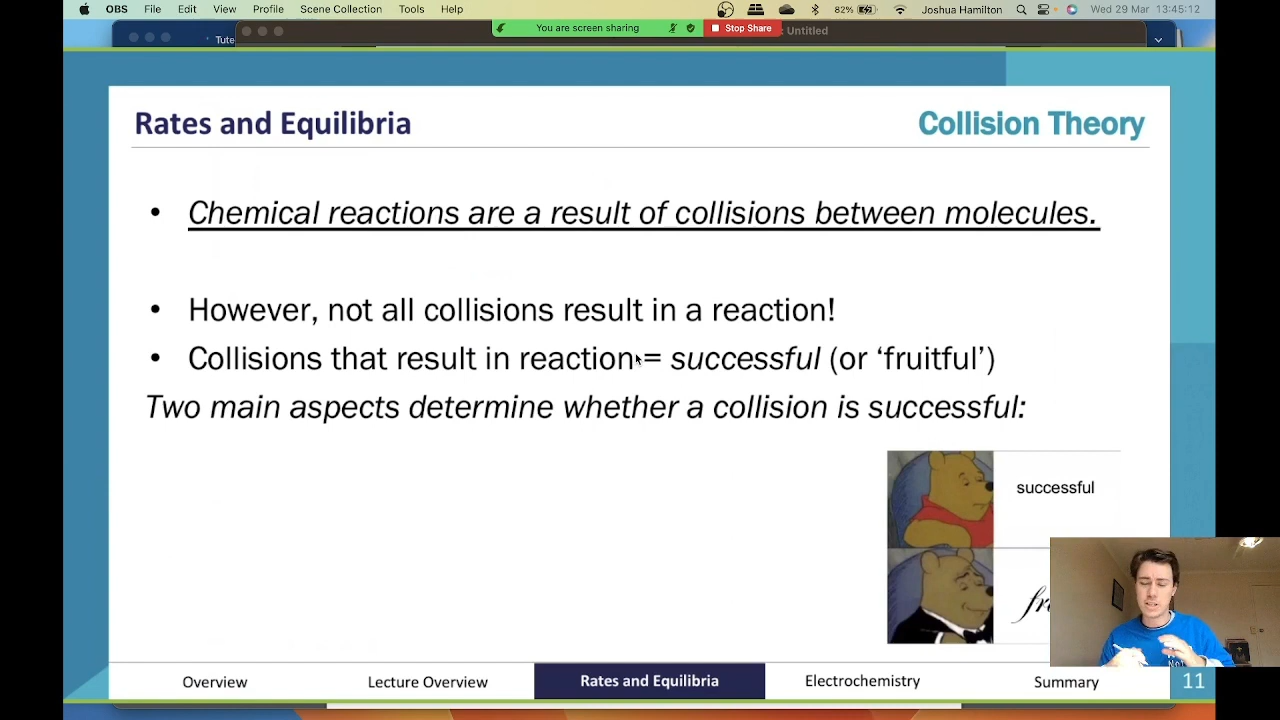 OBS File Edit View Profile Scene Collection Tools Help 82% Joshua Hamilton Wed 29 Mar 13:45:12
You are screen sharing Stop Share
Tute Untitled
Rates and Equilibria Collision Theory
• Chemical reactions are a result of collisions between molecules.
• However, not all collisions result in a reaction!
• Collisions that result in reaction = successful (or ‘fruitful’)
Two main aspects determine whether a collision is successful:
successful
Overview Lecture Overview Rates and Equilibria Electrochemistry Summary 11